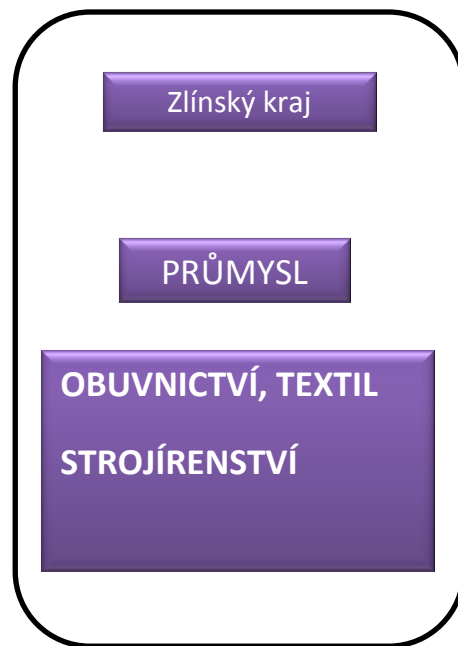 Zlínský kraj
PRŮMYSL
OBUVNICTVÍ, TEXTIL
STROJÍRENSTVÍ